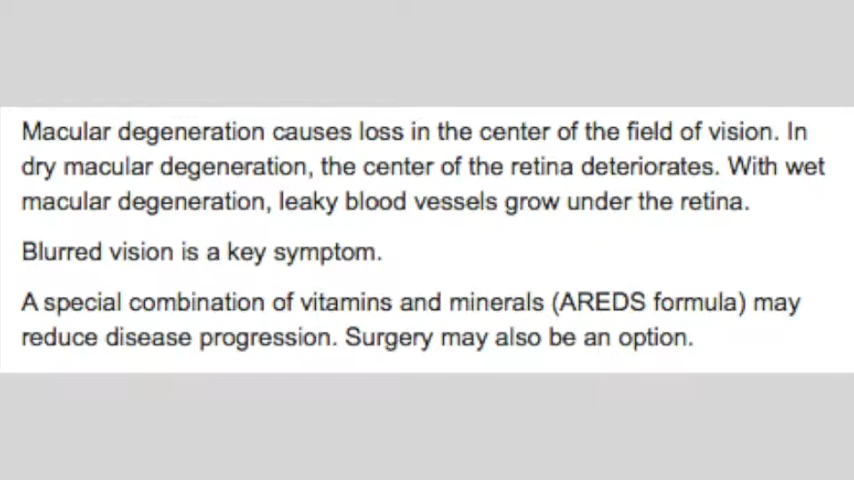 Macular degeneration causes loss in the center of the field of vision. In
dry macular degeneration, the center of the retina deteriorates. With wet
macular degeneration, leaky blood vessels grow under the retina.
Blurred vision is a key symptom.
A special combination of vitamins and minerals (AREDS formula) may
reduce disease progression. Surgery may also be an option.